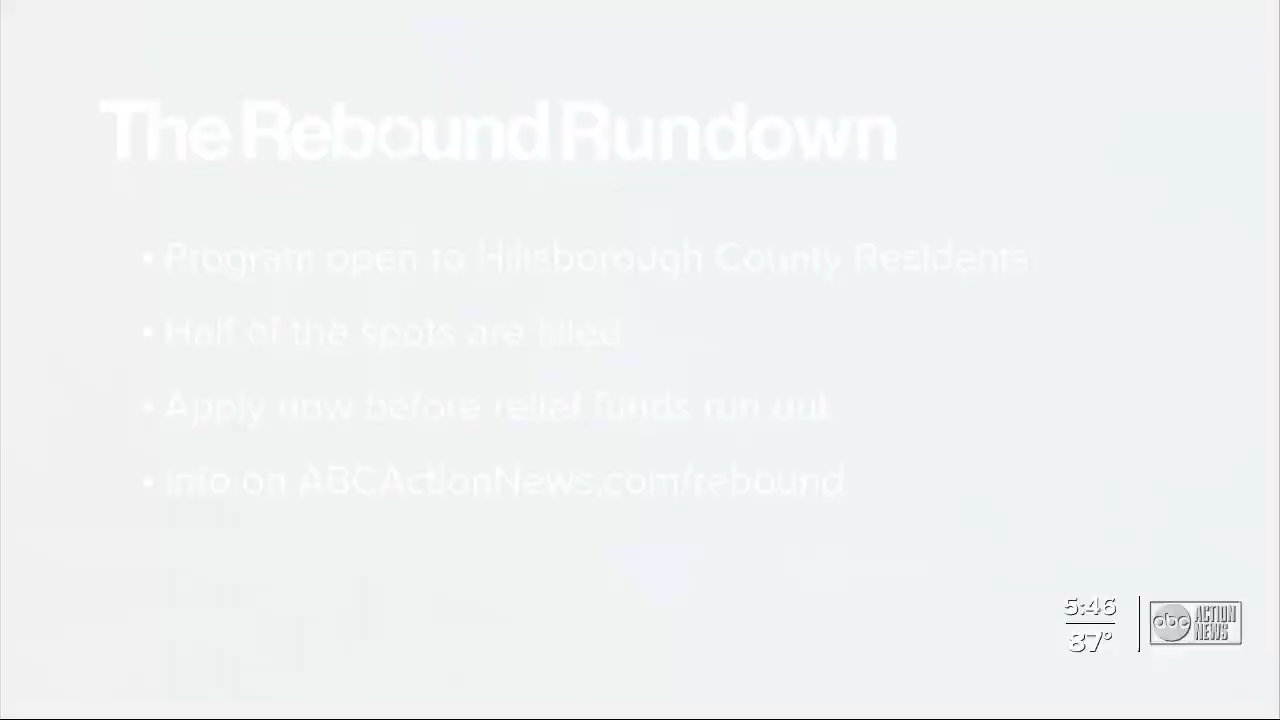 The Rebound Rundown
• Program open to Hillsborough County Residents
• Half of the spots are filled
• Apply now before relief funds run out
• Info on ABCActionNews.com/rebound
5:46
87°
abc ACTION NEWS